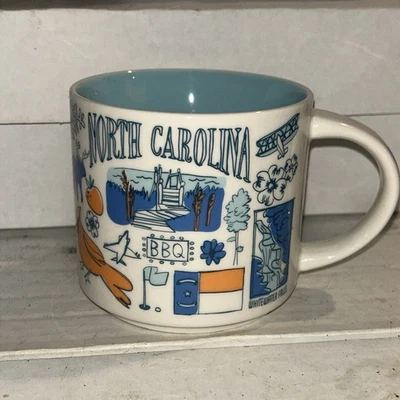 NORTH CAROLINA
BBQ
WHITEWATER FALLS